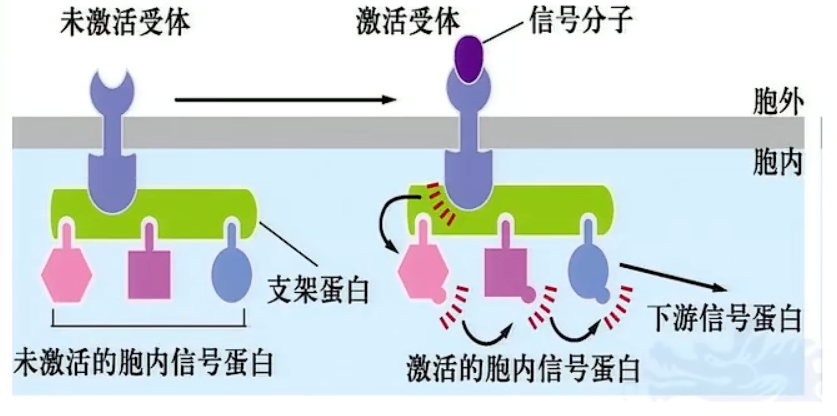 未激活受体
激活受体
信号分子
胞外
胞内
支架蛋白
下游信号蛋白
未激活的胞内信号蛋白
激活的胞内信号蛋白